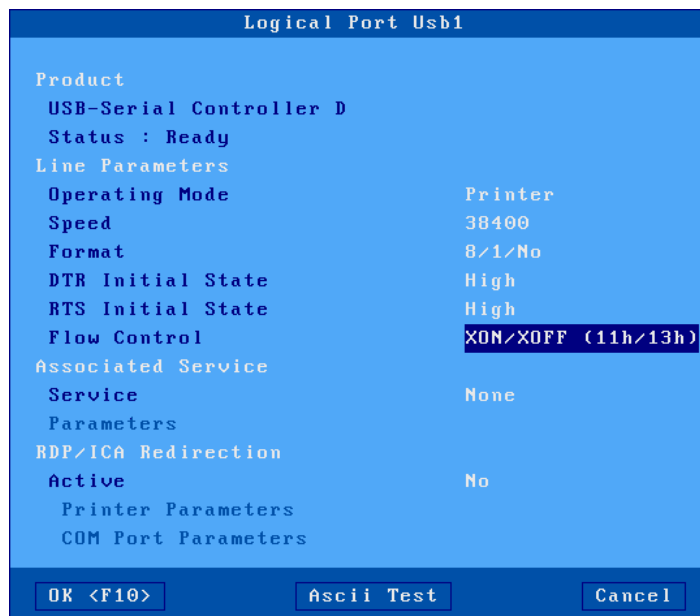 Logical Port Usb1
Product
USB-Serial Controller D
Status : Ready
Line Parameters
Operating Mode Printer
Speed 38400
Format 8/1/No
DTR Initial State High
RTS Initial State High
Flow Control XON/XOFF (11h/13h)
Associated Service
Service None
Parameters
RDP/ICA Redirection
Active No
Printer Parameters
COM Port Parameters
OK <F10> Ascii Test Cancel